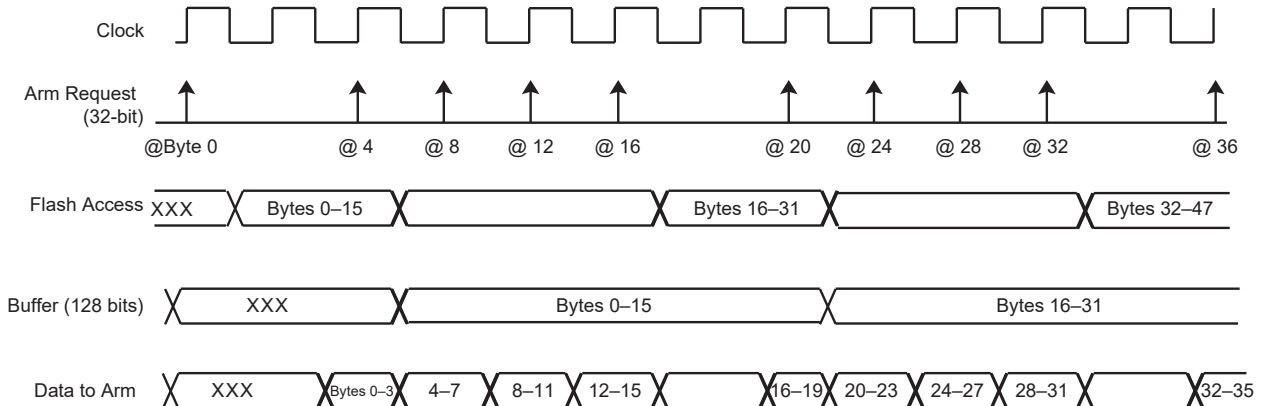 Clock
Arm Request
(32-bit)
@Byte 0 @ 4 @ 8 @ 12 @ 16 @ 20 @ 24 @ 28 @ 32 @ 36
Flash Access XXX Bytes 0–15 Bytes 16–31 Bytes 32–47
Buffer (128 bits) XXX Bytes 0–15 Bytes 16–31
Data to Arm XXX Bytes 0–3 4–7 8–11 12–15 16–19 20–23 24–27 28–31 32–35